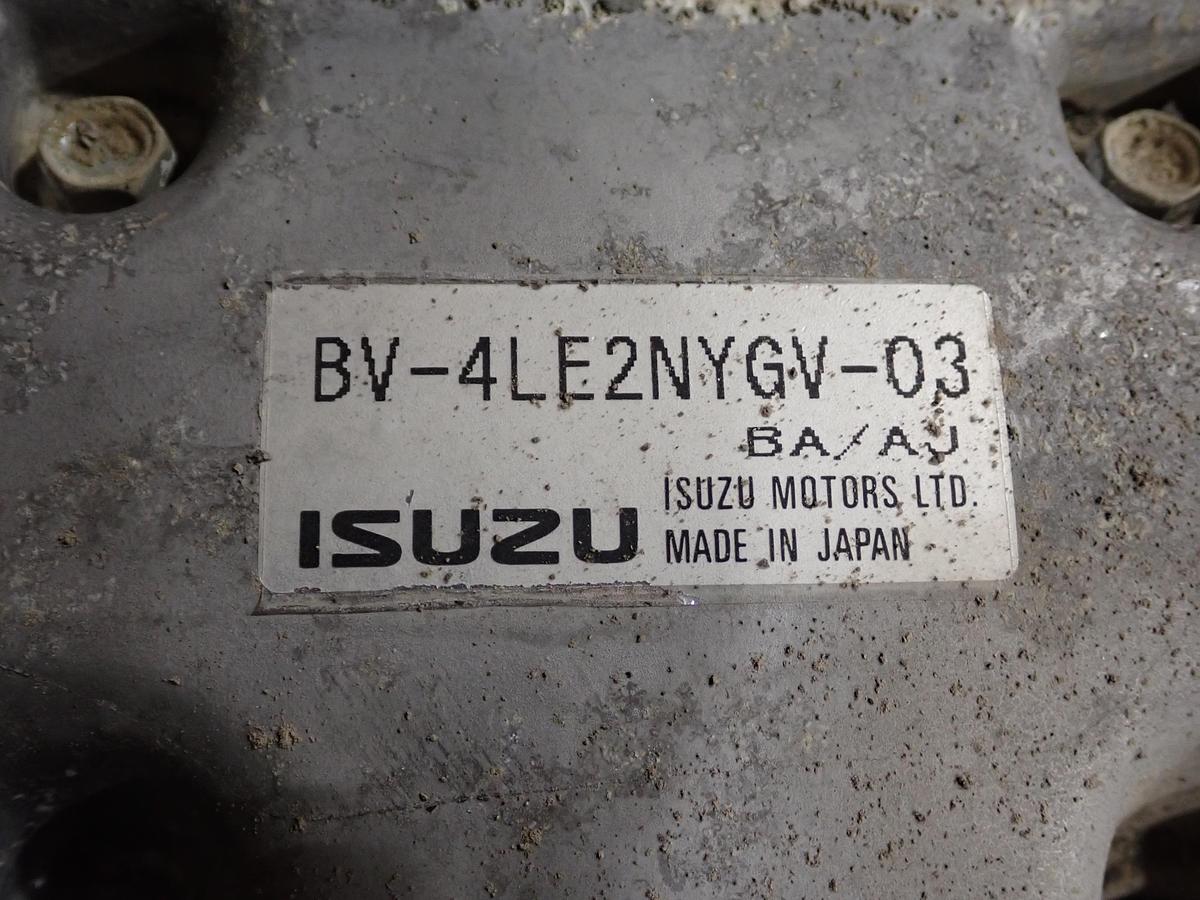 BV-4LE2NYGV-03
BA/AJ
ISUZU
ISUZU MOTORS LTD.
MADE IN JAPAN